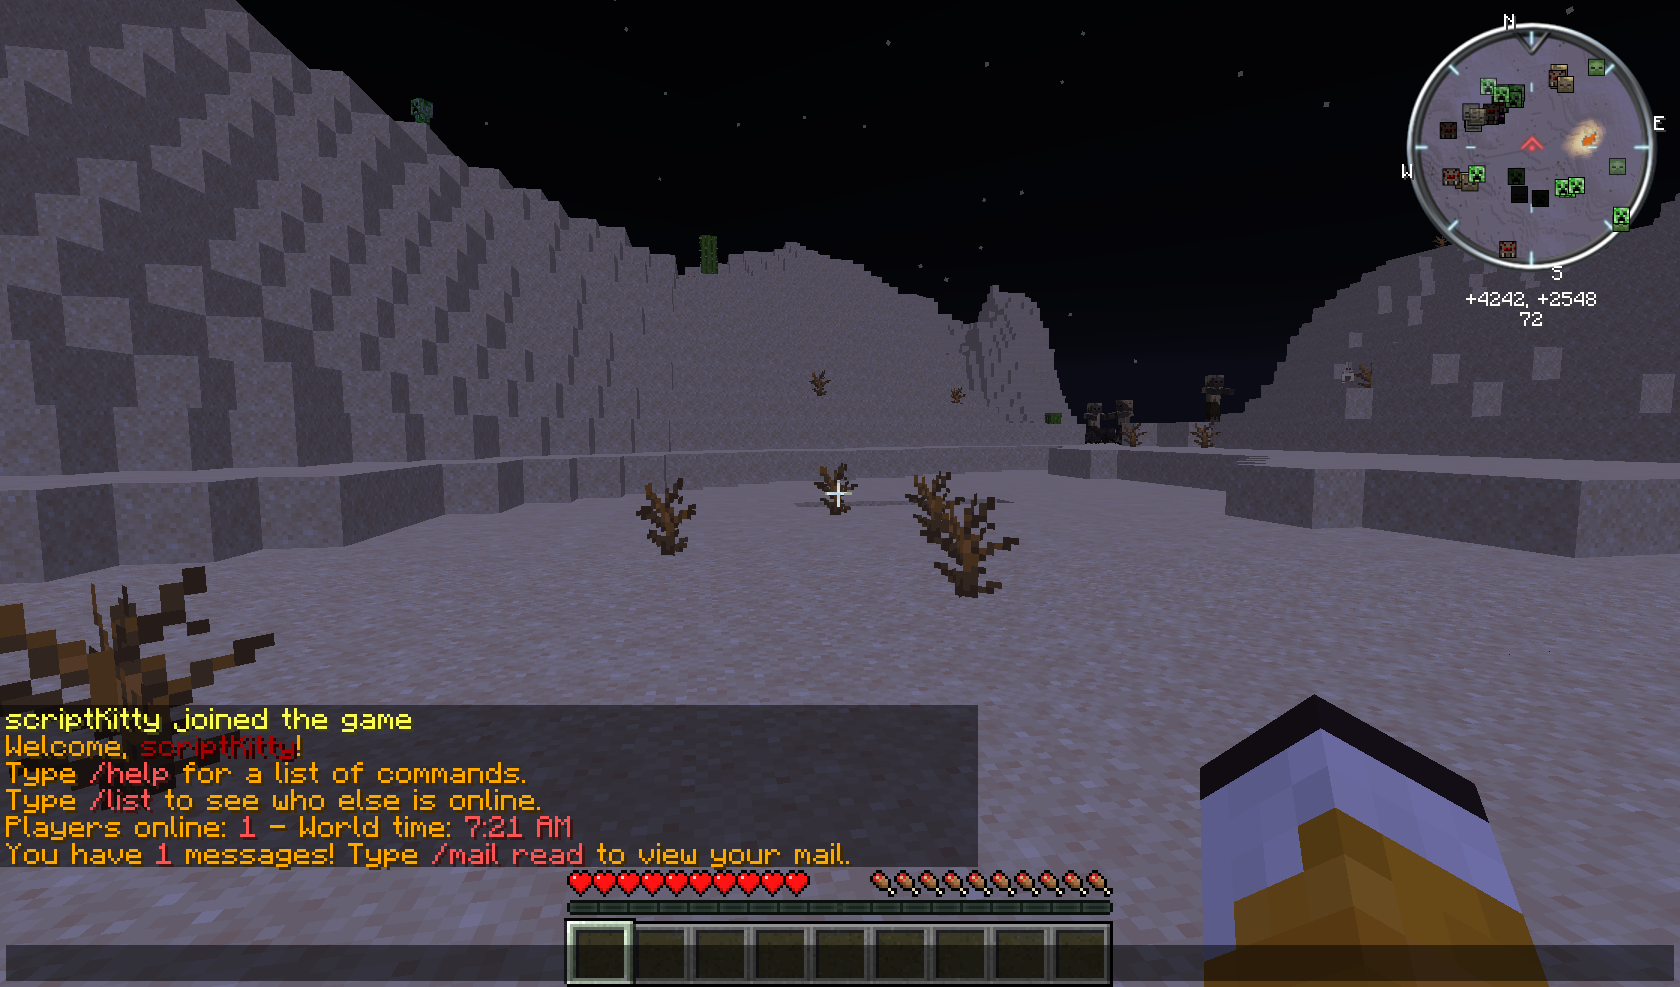 N
E
W
S
+4242, +2548
72
scriptKitty joined the game
Welcome, scriptKitty!
Type /help for a list of commands.
Type /list to see who else is online.
Players online: 1 - World time: 7:21 AM
You have 1 messages! Type /mail read to view your mail.